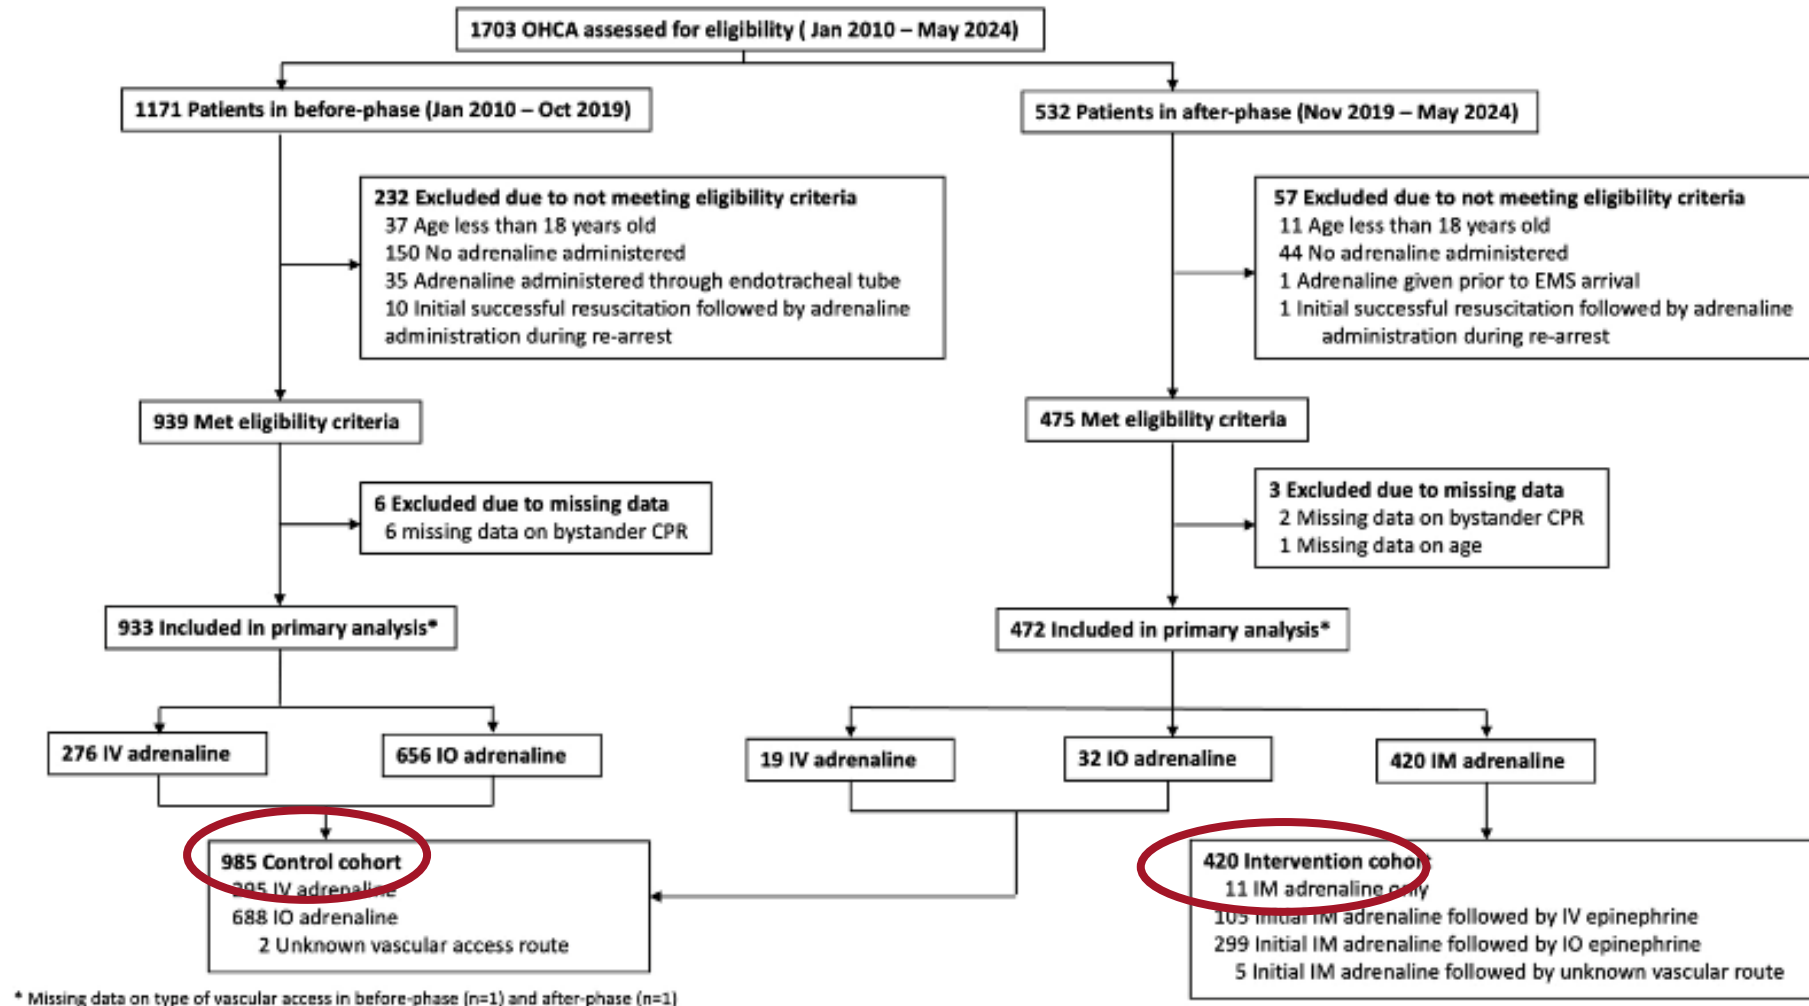 1703 OHCA assessed for eligibility ( Jan 2010 – May 2024)
1171 Patients in before-phase (Jan 2010 – Oct 2019)
532 Patients in after-phase (Nov 2019 – May 2024)
232 Excluded due to not meeting eligibility criteria
37 Age less than 18 years old
150 No adrenaline administered
35 Adrenaline administered through endotracheal tube
10 Initial successful resuscitation followed by adrenaline
administration during re-arrest
57 Excluded due to not meeting eligibility criteria
11 Age less than 18 years old
44 No adrenaline administered
1 Adrenaline given prior to EMS arrival
1 Initial successful resuscitation followed by adrenaline
administration during re-arrest
939 Met eligibility criteria
475 Met eligibility criteria
6 Excluded due to missing data
6 missing data on bystander CPR
3 Excluded due to missing data
2 Missing data on bystander CPR
1 Missing data on age
933 Included in primary analysis*
472 Included in primary analysis*
276 IV adrenaline
656 IO adrenaline
19 IV adrenaline
32 IO adrenaline
420 IM adrenaline
985 Control cohort
295 IV adrenaline
688 IO adrenaline
2 Unknown vascular access route
420 Intervention cohort
11 IM adrenaline only
105 Initial IM adrenaline followed by IV epinephrine
299 Initial IM adrenaline followed by IO epinephrine
5 Initial IM adrenaline followed by unknown vascular route
* Missing data on type of vascular access in before-phase (n=1) and after-phase (n=1)